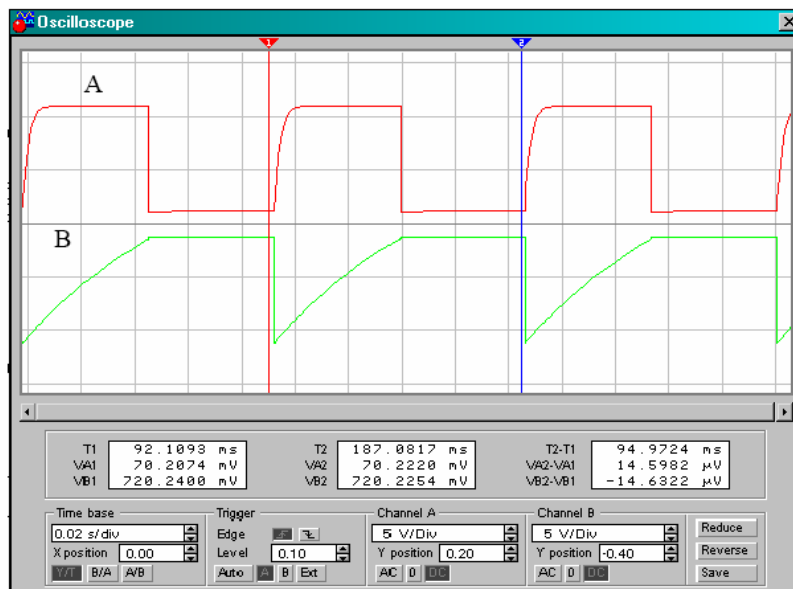 Oscilloscope
1 2
A
B
T1 92.1093 ms T2 187.0817 ms T2-T1 94.9724 ms
VA1 70.2074 mV VA2 70.2220 mV VA2-VA1 14.5982 µV
VB1 720.2400 mV VB2 720.2254 mV VB2-VB1 -14.6322 µV
Time base Trigger Channel A Channel B
0.02 s/div Edge 5 V/Div 5 V/Div Reduce
X position 0.00 Level 0.10 Y position 0.20 Y position -0.40 Reverse
Y/T B/A A/B Auto A B Ext AC 0 DC AC 0 DC Save